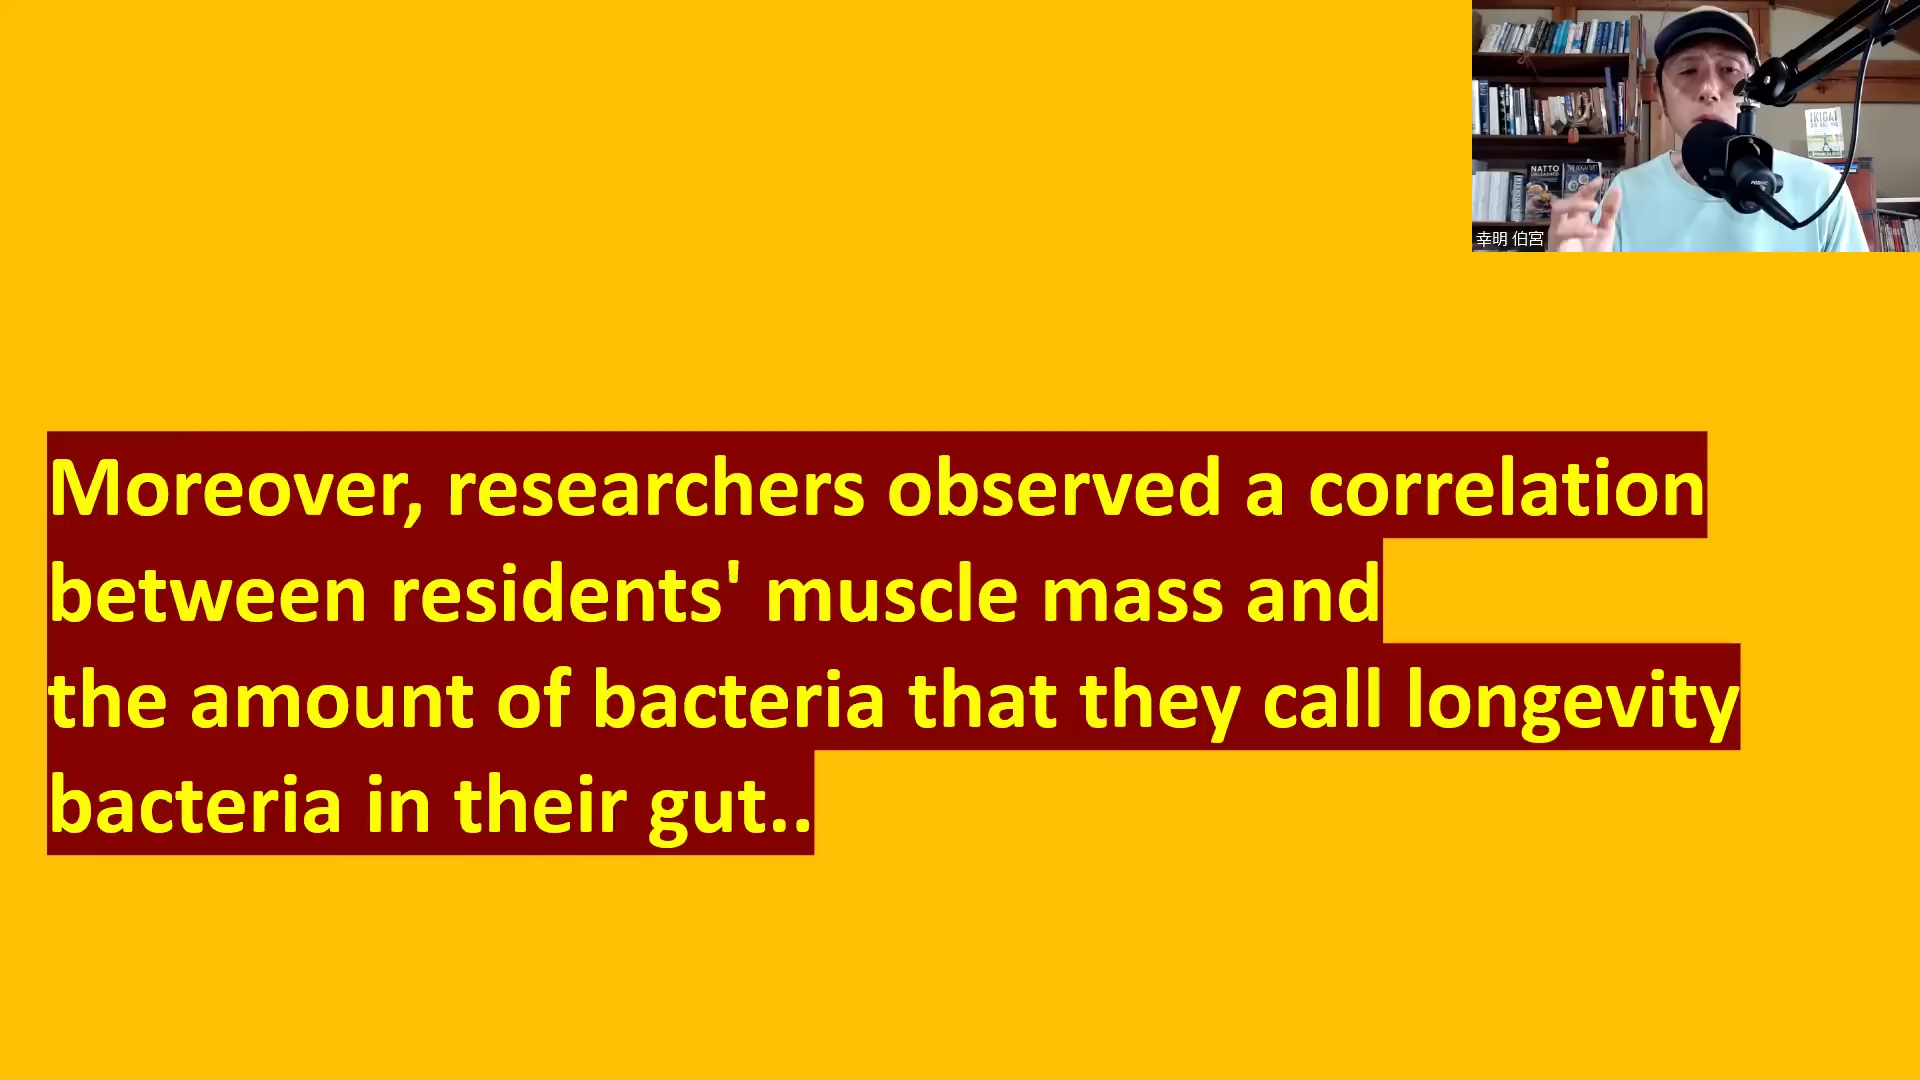 IKIGAI
NATTO
幸明 伯宮
Moreover, researchers observed a correlation
between residents' muscle mass and
the amount of bacteria that they call longevity
bacteria in their gut..